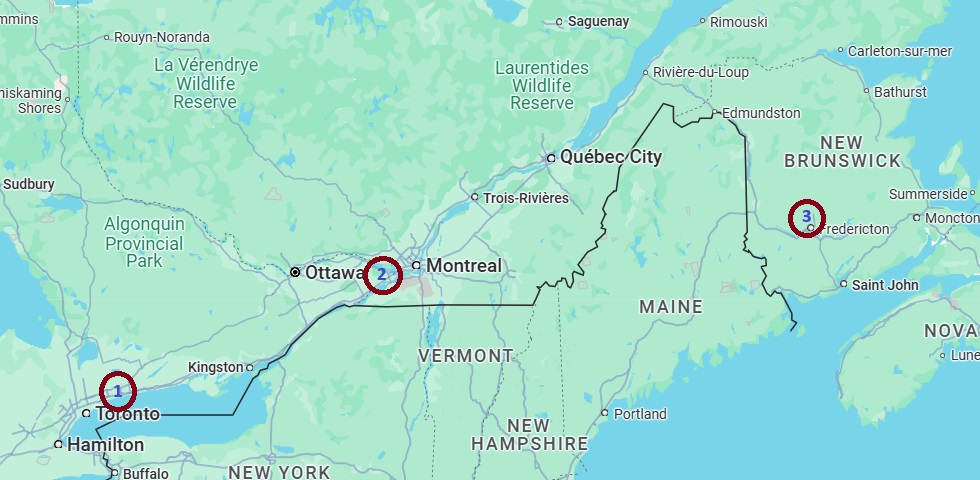 mmins
Rouyn-Noranda
Saguenay
Rimouski
Carleton-sur-mer
La Vérendrye
Wildlife
Reserve
Laurentides
Wildlife
Reserve
Rivière-du-Loup
niskaming
Shores
Bathurst
Edmundston
NEW
BRUNSWICK
Québec City
Sudbury
Trois-Rivières
Summerside
Algonquin
Provincial
Park
3
Fredericton
Moncton
Ottawa
2
Montreal
Saint John
MAINE
NOVA
VERMONT
Lune
Kingston
1
Toronto
Portland
NEW
HAMPSHIRE
Hamilton
Buffalo
NEW YORK